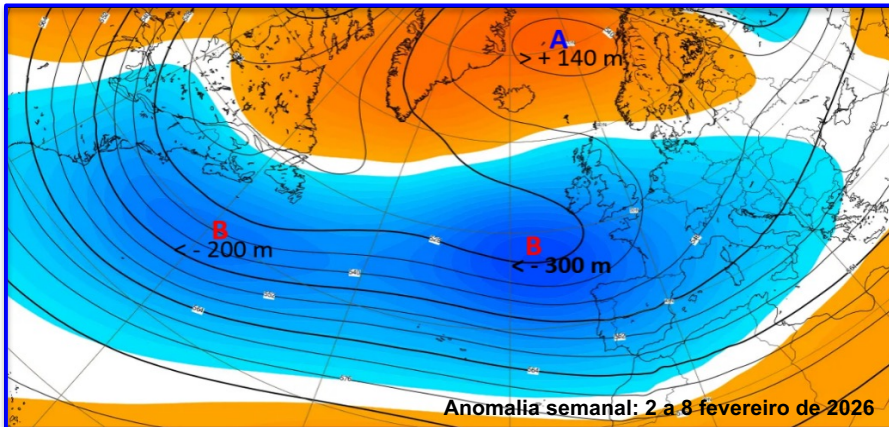 A
> + 140 m
B
< - 200 m
B
< - 300 m
Anomalia semanal: 2 a 8 fevereiro de 2026